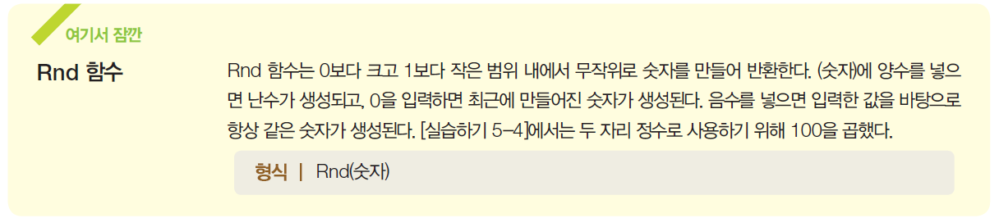 여기서 잠깐
Rnd 함수
Rnd 함수는 0보다 크고 1보다 작은 범위 내에서 무작위로 숫자를 만들어 반환한다. (숫자)에 양수를 넣으
면 난수가 생성되고, 0을 입력하면 최근에 만들어진 숫자가 생성된다. 음수를 넣으면 입력한 값을 바탕으로
항상 같은 숫자가 생성된다. [실습하기 5-4]에서는 두 자리 정수로 사용하기 위해 100을 곱했다.
형식 | Rnd(숫자)